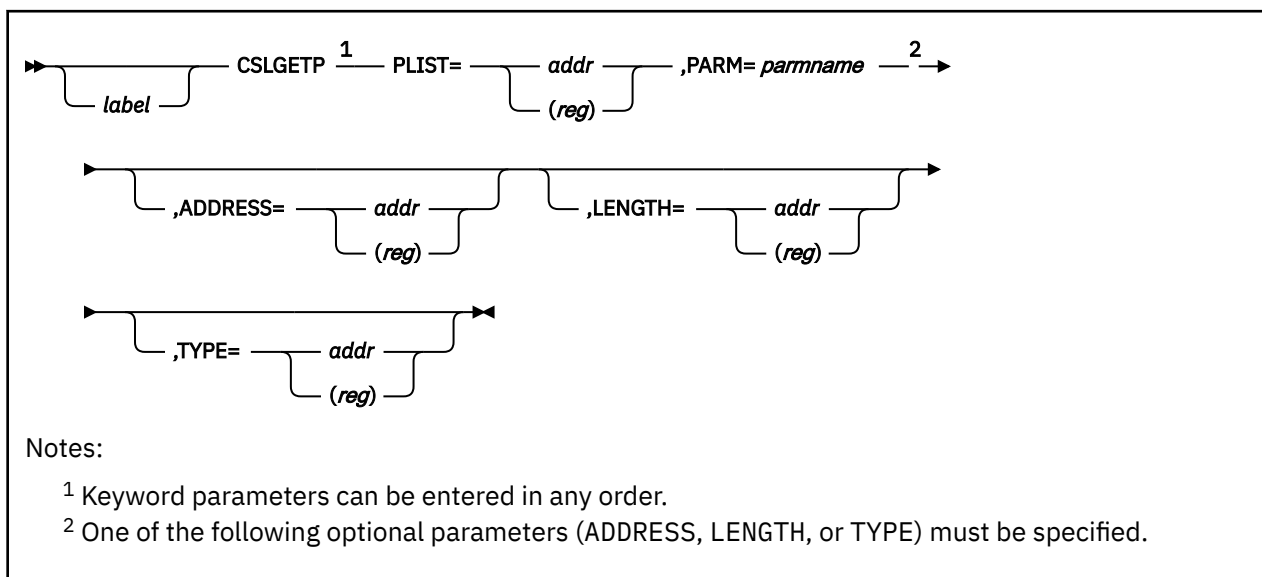 CSLGETP 1 PLIST= addr ,PARM= parmname 2
label (reg)
,ADDRESS= addr ,LENGTH= addr
(reg) (reg)
,TYPE= addr
(reg)
Notes:
1 Keyword parameters can be entered in any order.
2 One of the following optional parameters (ADDRESS, LENGTH, or TYPE) must be specified.